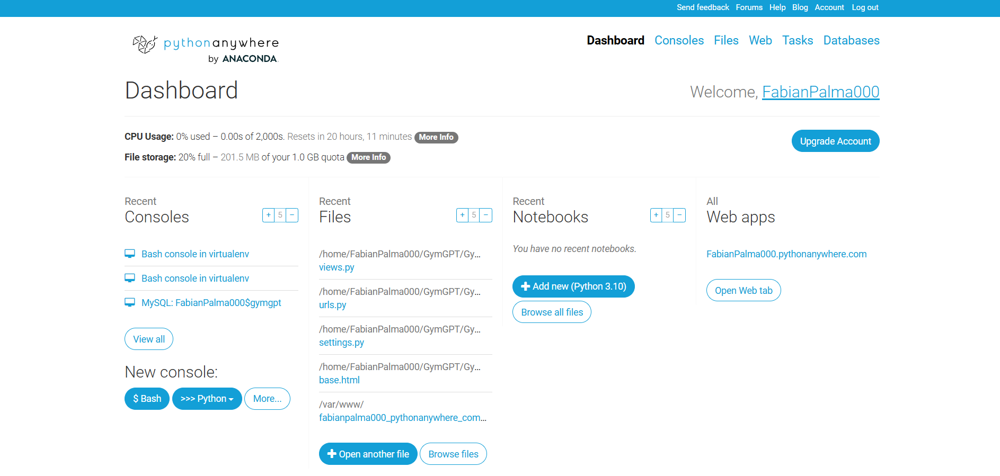 Send feedback Forums Help Blog Account Log out
pythonanywhere
by ANACONDA
Dashboard Consoles Files Web Tasks Databases
Dashboard
Welcome, FabianPalma000
CPU Usage: 0% used – 0.00s of 2,000s. Resets in 20 hours, 11 minutes More Info
File storage: 20% full – 201.5 MB of your 1.0 GB quota More Info
Upgrade Account
Recent
Consoles
+ 5 –
Bash console in virtualenv
Bash console in virtualenv
MySQL: FabianPalma000$gymgpt
View all
New console:
$ Bash >>> Python More...
Recent
Files
+ 5 –
/home/FabianPalma000/GymGPT/Gy...
views.py
/home/FabianPalma000/GymGPT/Gy...
urls.py
/home/FabianPalma000/GymGPT/Gy...
settings.py
/home/FabianPalma000/GymGPT/Gy...
base.html
/var/www/
fabianpalma000_pythonanywhere_com...
Open another file Browse files
Recent
Notebooks
+ 5 –
You have no recent notebooks.
Add new (Python 3.10)
Browse all files
All
Web apps
FabianPalma000.pythonanywhere.com
Open Web tab